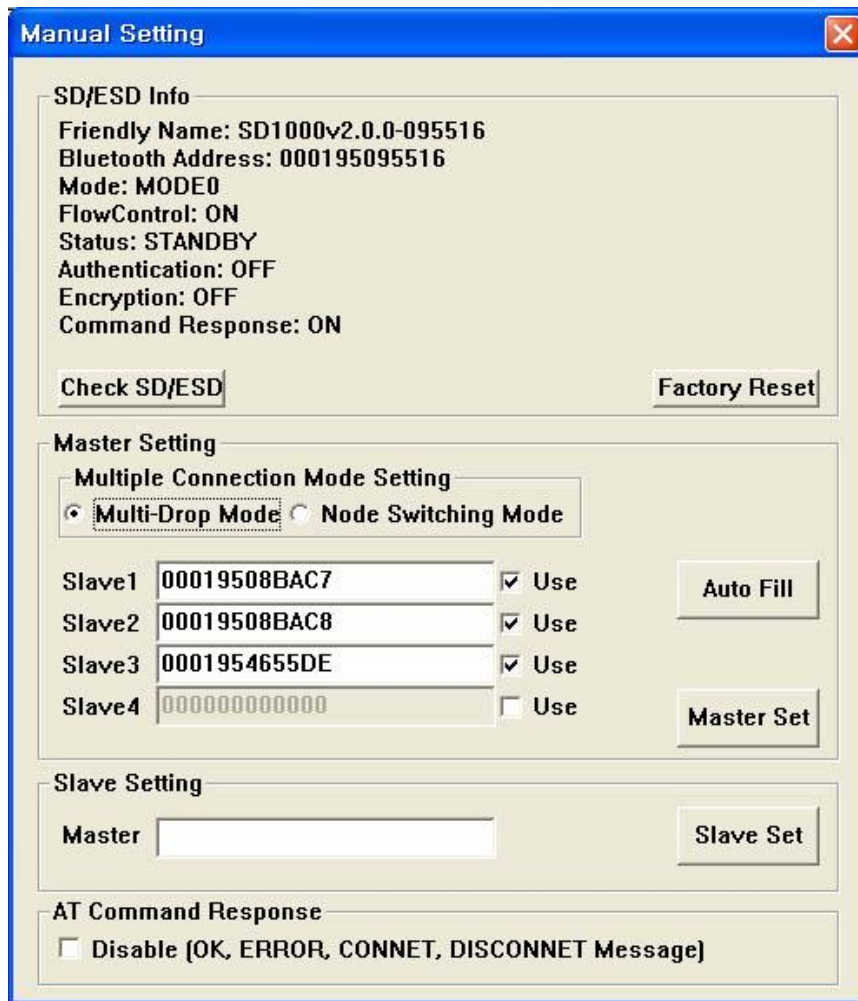 Manual Setting
SD/ESD Info
Friendly Name: SD1000v2.0.0-095516
Bluetooth Address: 000195095516
Mode: MODE0
FlowControl: ON
Status: STANDBY
Authentication: OFF
Encryption: OFF
Command Response: ON
Check SD/ESD Factory Reset
Master Setting
Multiple Connection Mode Setting
Multi-Drop Mode Node Switching Mode
Slave1 00019508BAC7 Use
Auto Fill
Slave2 00019508BAC8 Use
Slave3 0001954655DE Use
Slave4 000000000000 Use
Master Set
Slave Setting
Master Slave Set
AT Command Response
Disable (OK, ERROR, CONNET, DISCONNET Message)